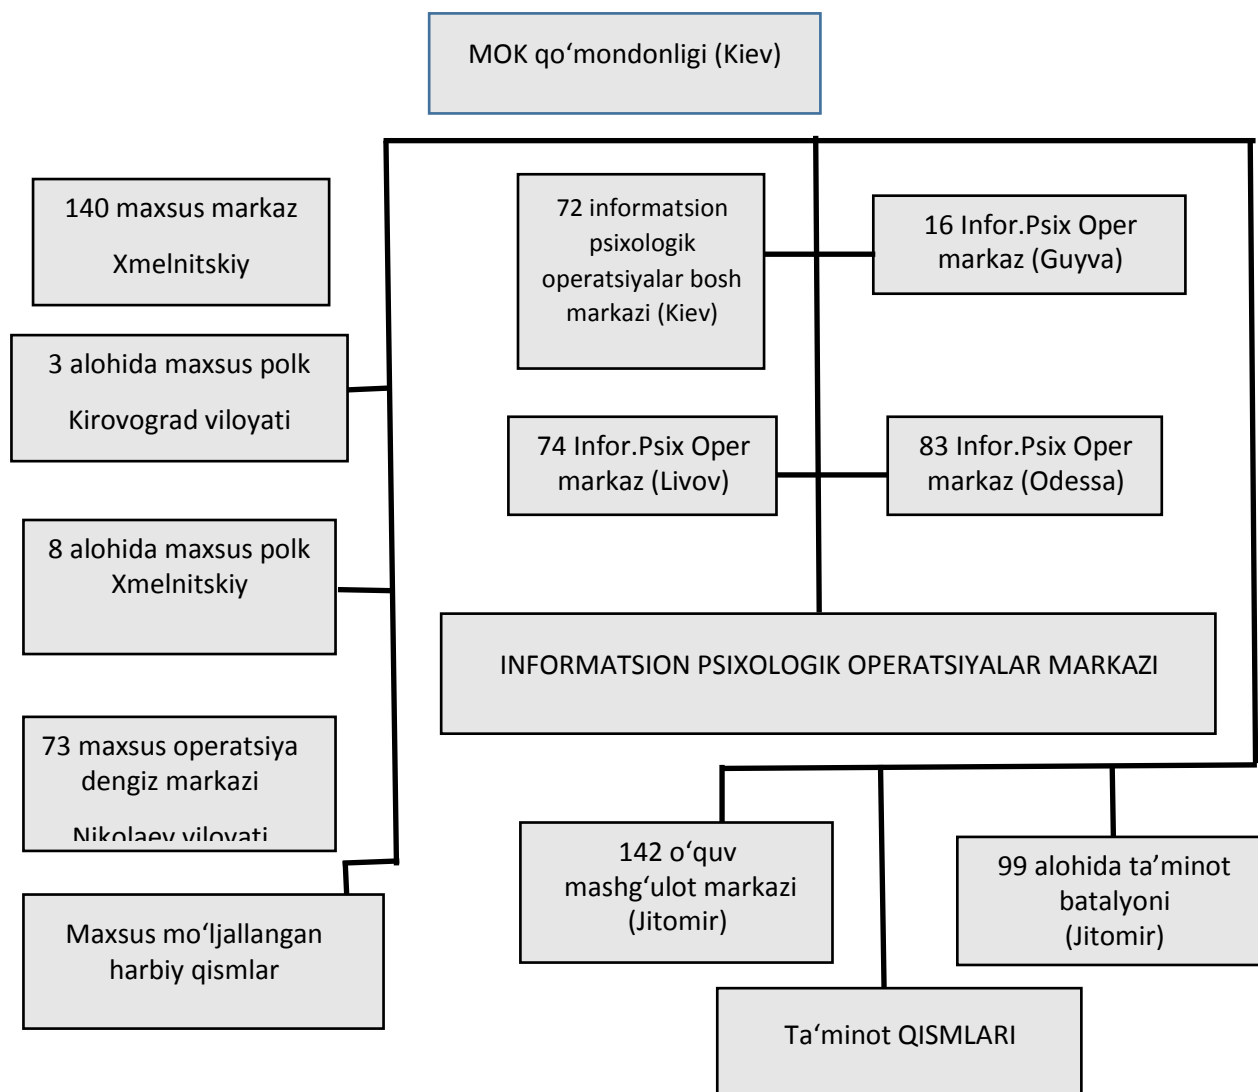 MOK qo‘mondonligi (Kiev)
140 maxsus markaz
Xmelnitskiy
3 alohida maxsus polk
Kirovograd viloyati
8 alohida maxsus polk
Xmelnitskiy
73 maxsus operatsiya
dengiz markazi
Nikolaev viloyati
Maxsus mo‘ljallangan
harbiy qismlar
72 informatsion
psixologik
operatsiyalar bosh
markazi (Kiev)
16 Infor.Psix Oper
markaz (Guyva)
74 Infor.Psix Oper
markaz (Livov)
83 Infor.Psix Oper
markaz (Odessa)
INFORMATSION PSIXOLOGIK OPERATSIYALAR MARKAZI
142 o‘quv
mashg‘ulot markazi
(Jitomir)
99 alohida ta’minot
batalyoni
(Jitomir)
Ta‘minot QISMLARI